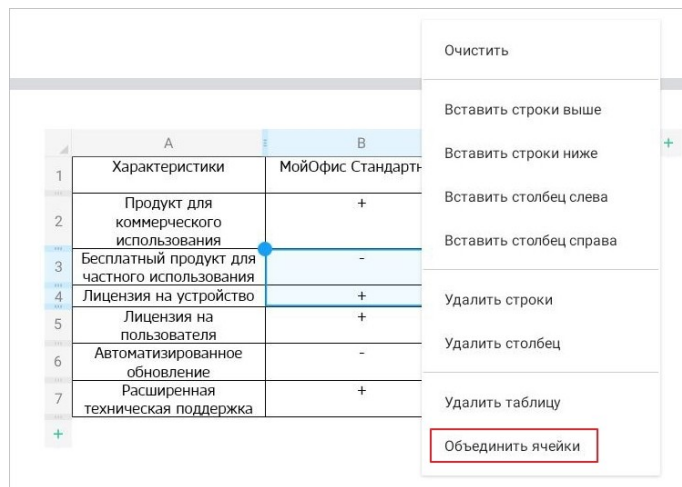 Очистить
Вставить строки выше
Вставить строки ниже
Вставить столбец слева
Вставить столбец справа
Удалить строки
Удалить столбец
Удалить таблицу
Объединить ячейки
A B
1 Характеристики МойОфис Стандартн
2 Продукт для +
коммерческого
использования
3 Бесплатный продукт для -
частного использования
4 Лицензия на устройство +
5 Лицензия на +
пользователя
6 Автоматизированное -
обновление
7 Расширенная +
техническая поддержка
+
+